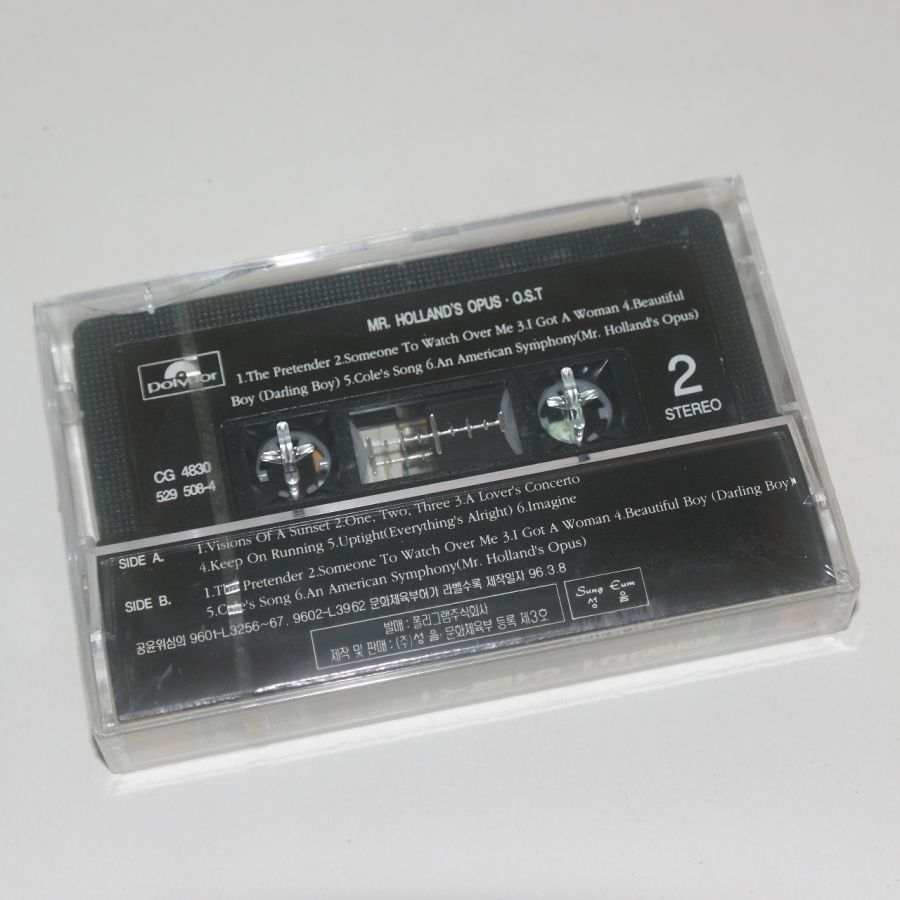 MR. HOLLAND'S OPUS · O.S.T
1.The Pretender 2.Someone To Watch Over Me 3.I Got A Woman 4.Beautiful
Boy (Darling Boy) 5.Cole's Song 6.An American Symphony(Mr. Holland's Opus)
polydor
2
STEREO
CG 4830
529 508-4
SIDE A.
1.Visions Of A Sunset 2.One, Two, Three 3.A Lover's Concerto
4.Keep On Running 5.Uptight(Everything's Alright) 6.Imagine
SIDE B.
1.The Pretender 2.Someone To Watch Over Me 3.I Got A Woman 4.Beautiful Boy (Darling Boy)
5.Cole's Song 6.An American Symphony(Mr. Holland's Opus)
공윤위심의 9601-L3256~67. 9602-L3962 문화체육부허가 라벨수록 제작일자 96.3.8
발매 : 폴리그램주식회사
제작 및 판매 : (주)성음·문화체육부 등록 제3호
Sung Eum
성음